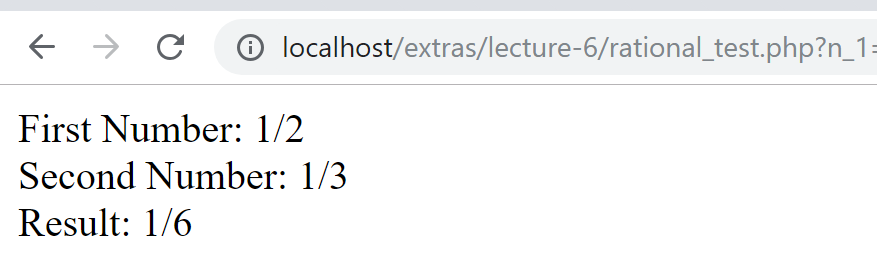 localhost/extras/lecture-6/rational_test.php?n_1=
First Number: 1/2
Second Number: 1/3
Result: 1/6